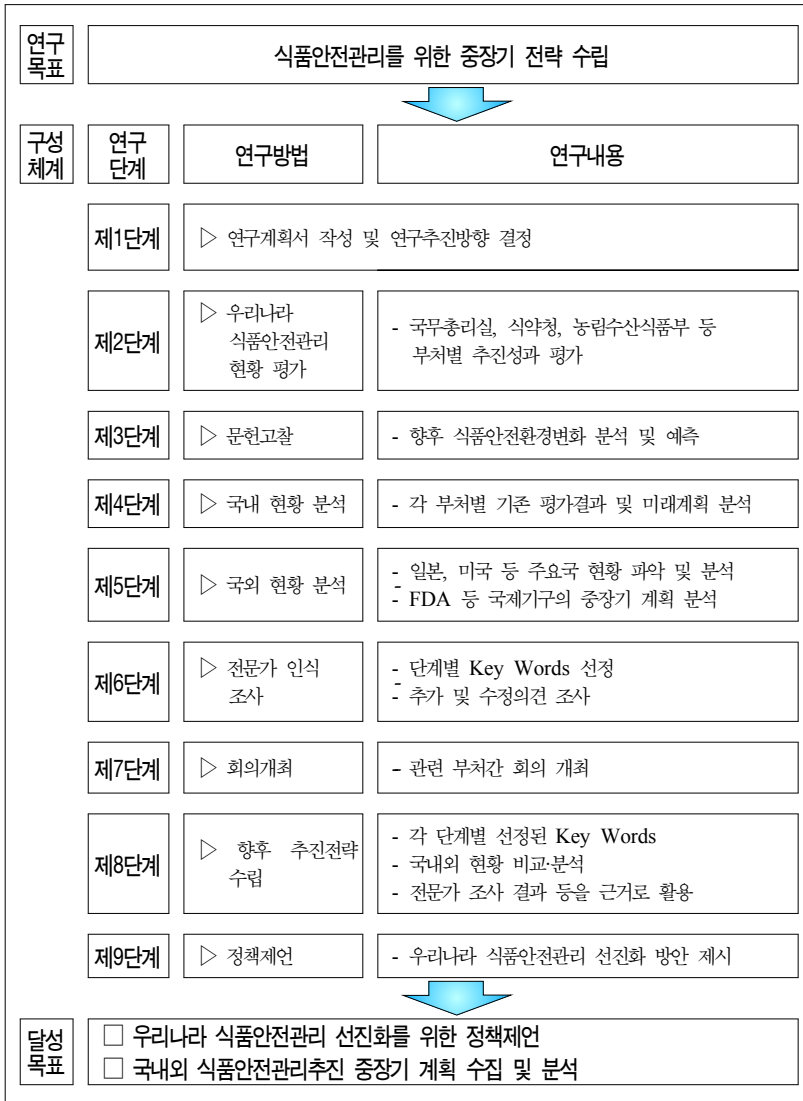 연구
목표
식품안전관리를 위한 중장기 전략 수립
구성
체계
연구
단계
연구방법
연구내용
제1단계
▷ 연구계획서 작성 및 연구추진방향 결정
제2단계
▷ 우리나라
식품안전관리
현황 평가
- 국무총리실, 식약청, 농림수산식품부 등
부처별 추진성과 평가
제3단계
▷ 문헌고찰
- 향후 식품안전환경변화 분석 및 예측
제4단계
▷ 국내 현황 분석
- 각 부처별 기존 평가결과 및 미래계획 분석
제5단계
▷ 국외 현황 분석
- 일본, 미국 등 주요국 현황 파악 및 분석
-
- FDA 등 국제기구의 중장기 계획 분석
제6단계
▷ 전문가 인식
조사
- 단계별 Key Words 선정
-
- 추가 및 수정의견 조사
제7단계
▷ 회의개최
- 관련 부처간 회의 개최
제8단계
▷ 향후 추진전략
수립
- 각 단계별 선정된 Key Words
- 국내외 현황 비교·분석
- 전문가 조사 결과 등을 근거로 활용
제9단계
▷ 정책제언
- 우리나라 식품안전관리 선진화 방안 제시
달성
목표
□ 우리나라 식품안전관리 선진화를 위한 정책제언
□ 국내외 식품안전관리추진 중장기 계획 수집 및 분석